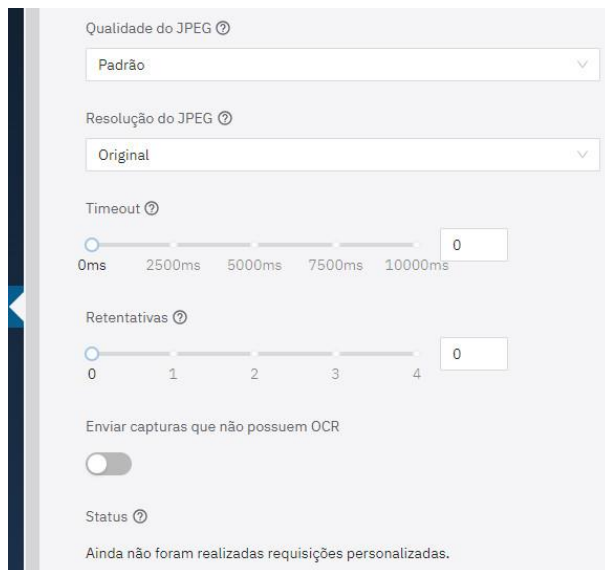 Qualidade do JPEG
Padrão
Resolução do JPEG
Original
Timeout
0
0ms 2500ms 5000ms 7500ms 10000ms
Retentativas
0
0 1 2 3 4
Enviar capturas que não possuem OCR
Status
Ainda não foram realizadas requisições personalizadas.